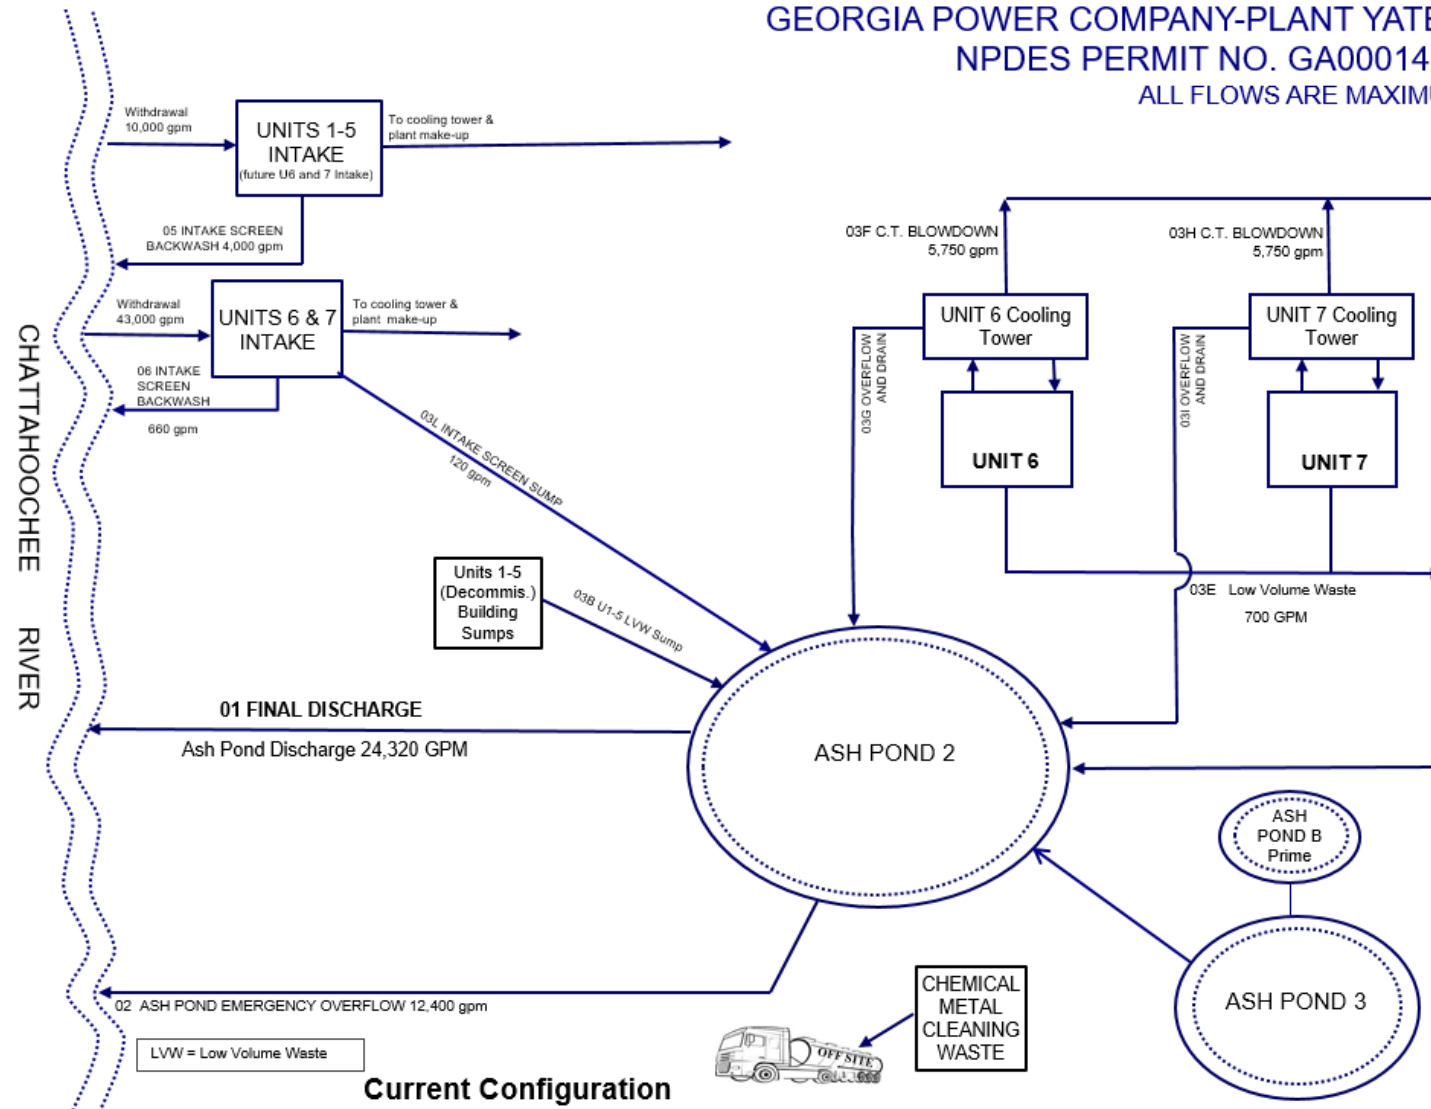 GEORGIA POWER COMPANY-PLANT YATE
NPDES PERMIT NO. GA00014
ALL FLOWS ARE MAXIMU
Withdrawal
10,000 gpm
UNITS 1-5
INTAKE
(future U6 and 7 Intake)
To cooling tower &
plant make-up
05 INTAKE SCREEN
BACKWASH 4,000 gpm
Withdrawal
43,000 gpm
UNITS 6 & 7
INTAKE
To cooling tower &
plant make-up
06 INTAKE
SCREEN
BACKWASH
660 gpm
03L INTAKE SCREEN SUMP
120 gpm
CHATTAHOOCHEE RIVER
03F C.T. BLOWDOWN
5,750 gpm
03H C.T. BLOWDOWN
5,750 gpm
UNIT 6 Cooling
Tower
UNIT 7 Cooling
Tower
03G OVERFLOW
AND DRAIN
03I OVERFLOW
AND DRAIN
UNIT 6
UNIT 7
03E Low Volume Waste
700 GPM
Units 1-5
(Decommis.)
Building
Sumps
03B U1-5 LVW Sump
01 FINAL DISCHARGE
Ash Pond Discharge 24,320 GPM
ASH POND 2
ASH
POND B
Prime
ASH POND 3
02 ASH POND EMERGENCY OVERFLOW 12,400 gpm
CHEMICAL
METAL
CLEANING
WASTE
OFF SITE
LVW = Low Volume Waste
Current Configuration